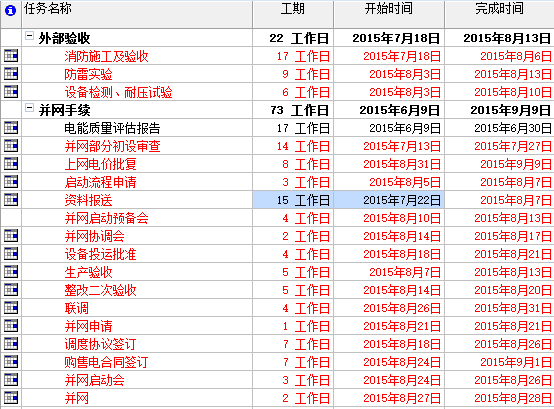 任务名称 工期 开始时间 完成时间
外部验收 22 工作日 2015年7月18日 2015年8月13日
消防施工及验收 17 工作日 2015年7月18日 2015年8月6日
防雷实验 9 工作日 2015年8月3日 2015年8月13日
设备检测、耐压试验 6 工作日 2015年8月3日 2015年8月10日
并网手续 73 工作日 2015年6月9日 2015年9月9日
电能质量评估报告 17 工作日 2015年6月9日 2015年6月30日
并网部分初设审查 14 工作日 2015年7月13日 2015年7月27日
上网电价批复 8 工作日 2015年8月31日 2015年9月9日
启动流程申请 3 工作日 2015年8月5日 2015年8月7日
资料报送 15 工作日 2015年7月22日 2015年8月7日
并网启动预备会 4 工作日 2015年8月10日 2015年8月13日
并网协调会 2 工作日 2015年8月14日 2015年8月17日
设备投运批准 4 工作日 2015年8月18日 2015年8月21日
生产验收 5 工作日 2015年8月7日 2015年8月13日
整改二次验收 5 工作日 2015年8月14日 2015年8月20日
联调 4 工作日 2015年8月26日 2015年8月31日
并网申请 1 工作日 2015年8月21日 2015年8月21日
调度协议签订 7 工作日 2015年8月18日 2015年8月26日
购售电合同签订 7 工作日 2015年8月24日 2015年9月1日
并网启动会 3 工作日 2015年8月24日 2015年8月26日
并网 2 工作日 2015年8月27日 2015年8月28日